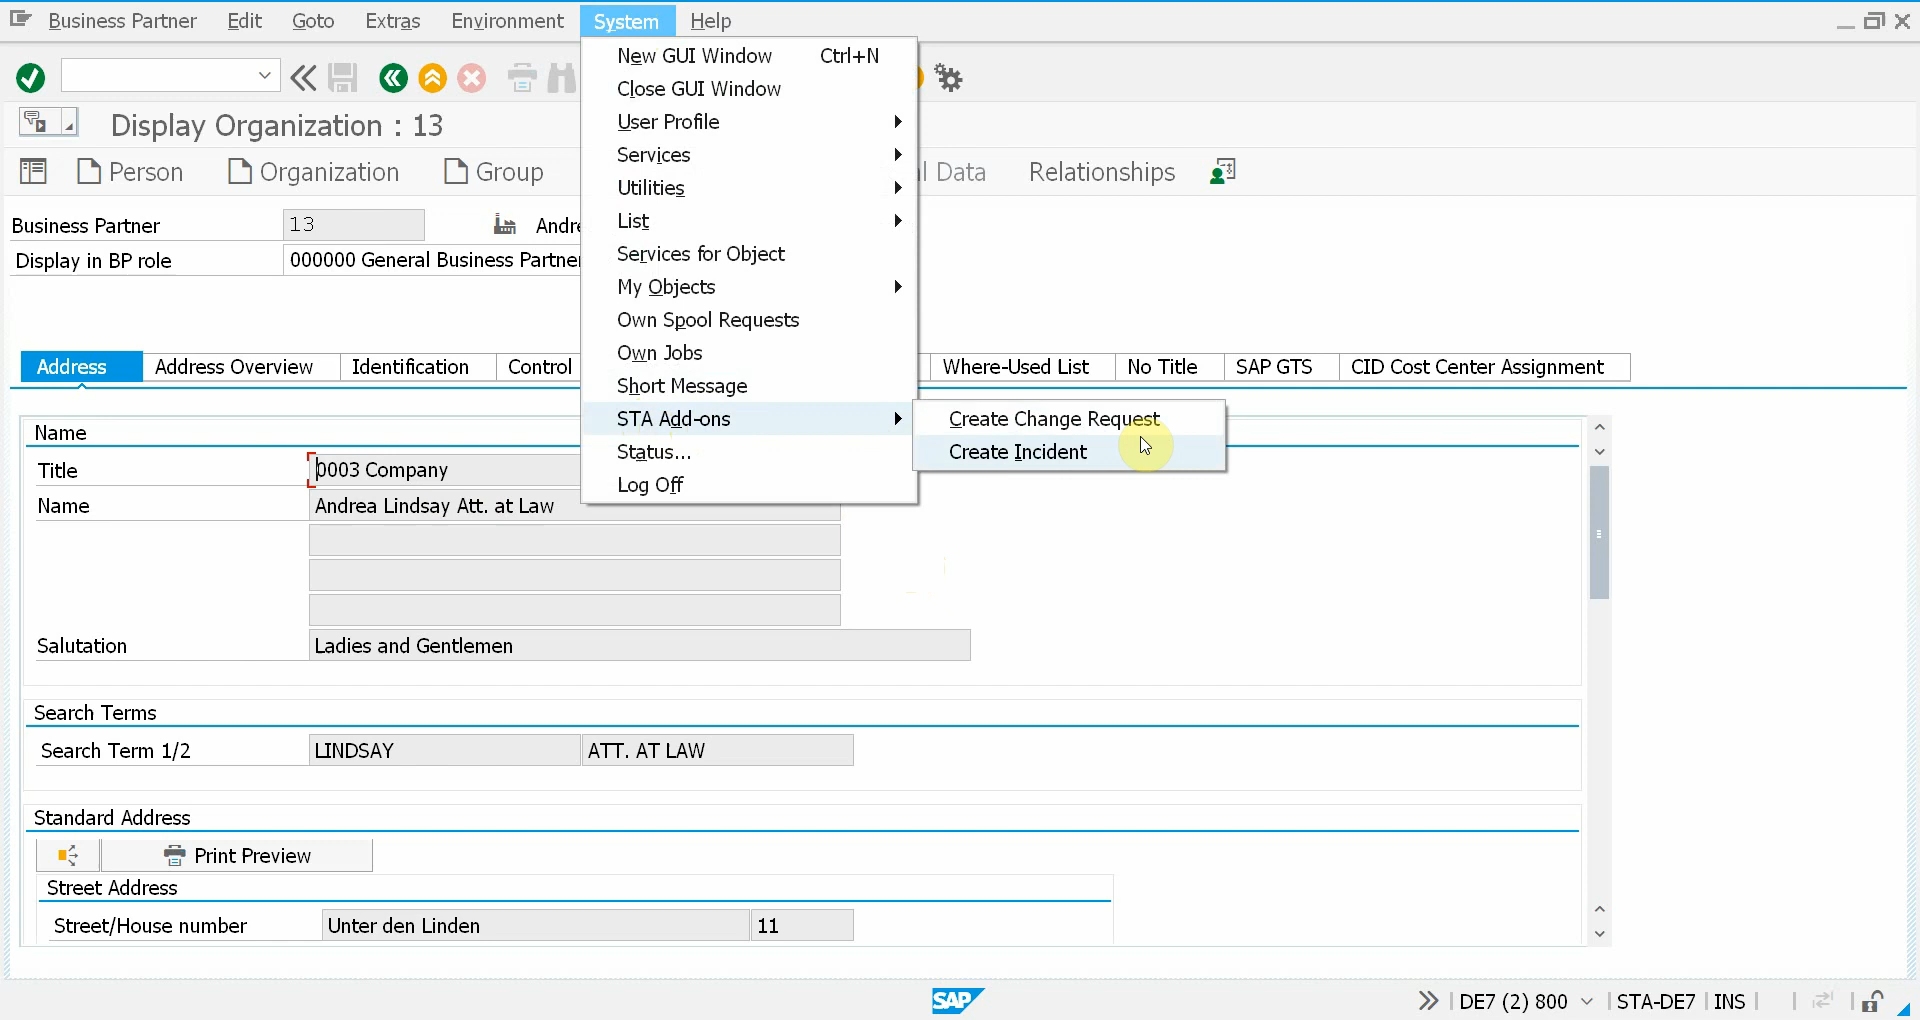 Business Partner Edit Goto Extras Environment System Help
New GUI Window Ctrl+N
Close GUI Window
User Profile
Services
Utilities
List
Services for Object
My Objects
Own Spool Requests
Own Jobs
Short Message
STA Add-ons
Status...
Log Off
Create Change Request
Create Incident
Display Organization : 13
Person Organization Group l Data Relationships
Business Partner 13 Andre
Display in BP role 000000 General Business Partner
Address Address Overview Identification Control Where-Used List No Title SAP GTS CID Cost Center Assignment
Name
Title 0003 Company
Name Andrea Lindsay Att. at Law
Salutation Ladies and Gentlemen
Search Terms
Search Term 1/2 LINDSAY ATT. AT LAW
Standard Address
Print Preview
Street Address
Street/House number Unter den Linden 11
SAP DE7 (2) 800 STA-DE7 INS